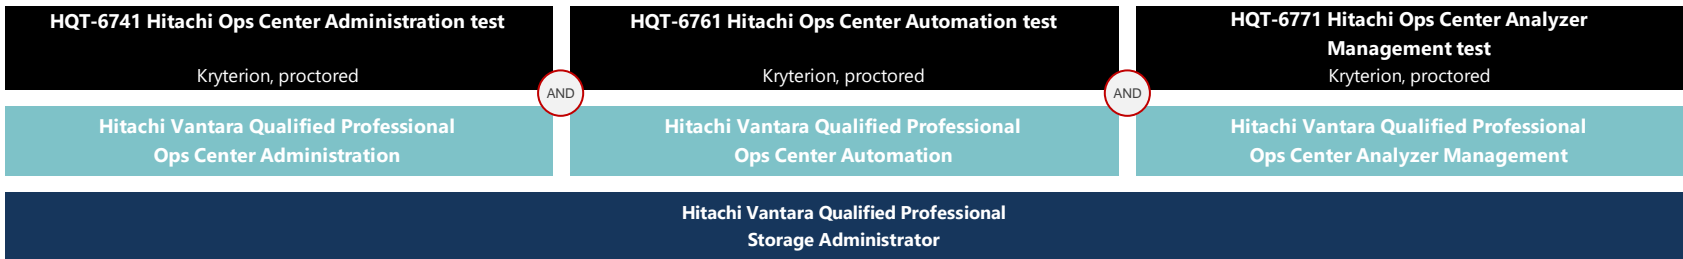 HQT-6741 Hitachi Ops Center Administration test
Kryterion, proctored
AND
HQT-6761 Hitachi Ops Center Automation test
Kryterion, proctored
AND
HQT-6771 Hitachi Ops Center Analyzer
Management test
Kryterion, proctored
Hitachi Vantara Qualified Professional
Ops Center Administration
Hitachi Vantara Qualified Professional
Ops Center Automation
Hitachi Vantara Qualified Professional
Ops Center Analyzer Management
Hitachi Vantara Qualified Professional
Storage Administrator